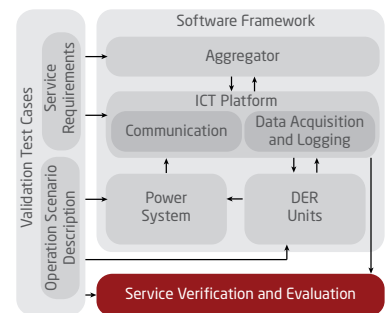 Software Framework
Validation Test Cases
Service
Requirements
Operation Scenario
Description
Aggregator
ICT Platform
Communication
Data Acquisition
and Logging
Power
System
DER
Units
Service Verification and Evaluation